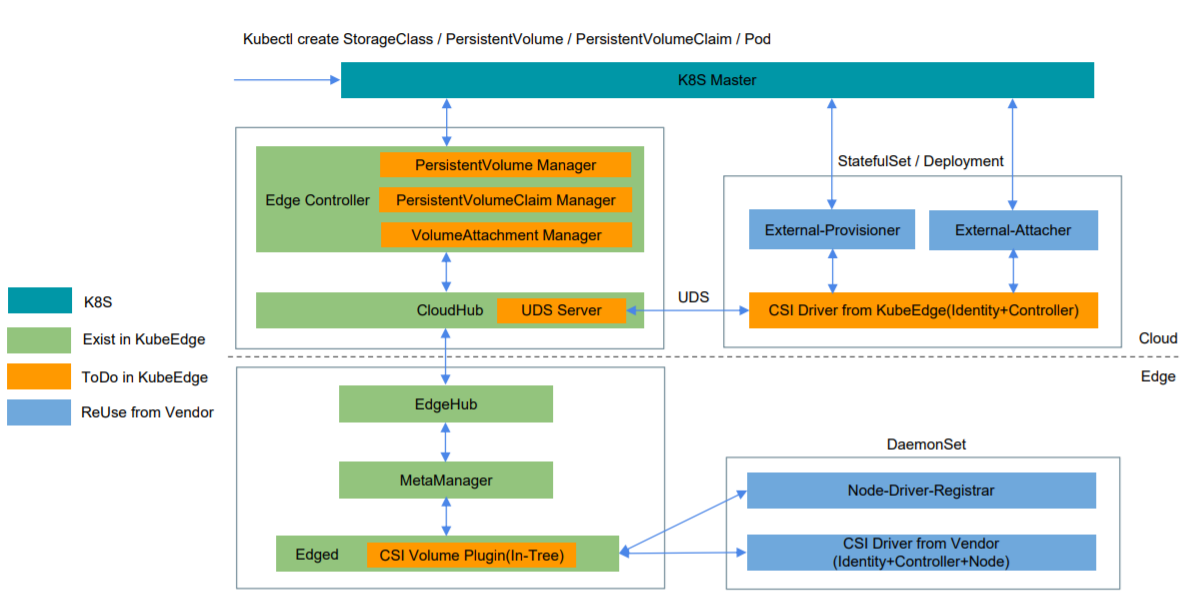 Kubectl create StorageClass / PersistentVolume / PersistentVolumeClaim / Pod
K8S Master
StatefulSet / Deployment
PersistentVolume Manager
Edge Controller
PersistentVolumeClaim Manager
VolumeAttachment Manager
External-Provisioner
External-Attacher
CloudHub
UDS Server
UDS
CSI Driver from KubeEdge(Identity+Controller)
Cloud
Edge
K8S
Exist in KubeEdge
ToDo in KubeEdge
ReUse from Vendor
EdgeHub
MetaManager
Edged
CSI Volume Plugin(In-Tree)
DaemonSet
Node-Driver-Registrar
CSI Driver from Vendor
(Identity+Controller+Node)